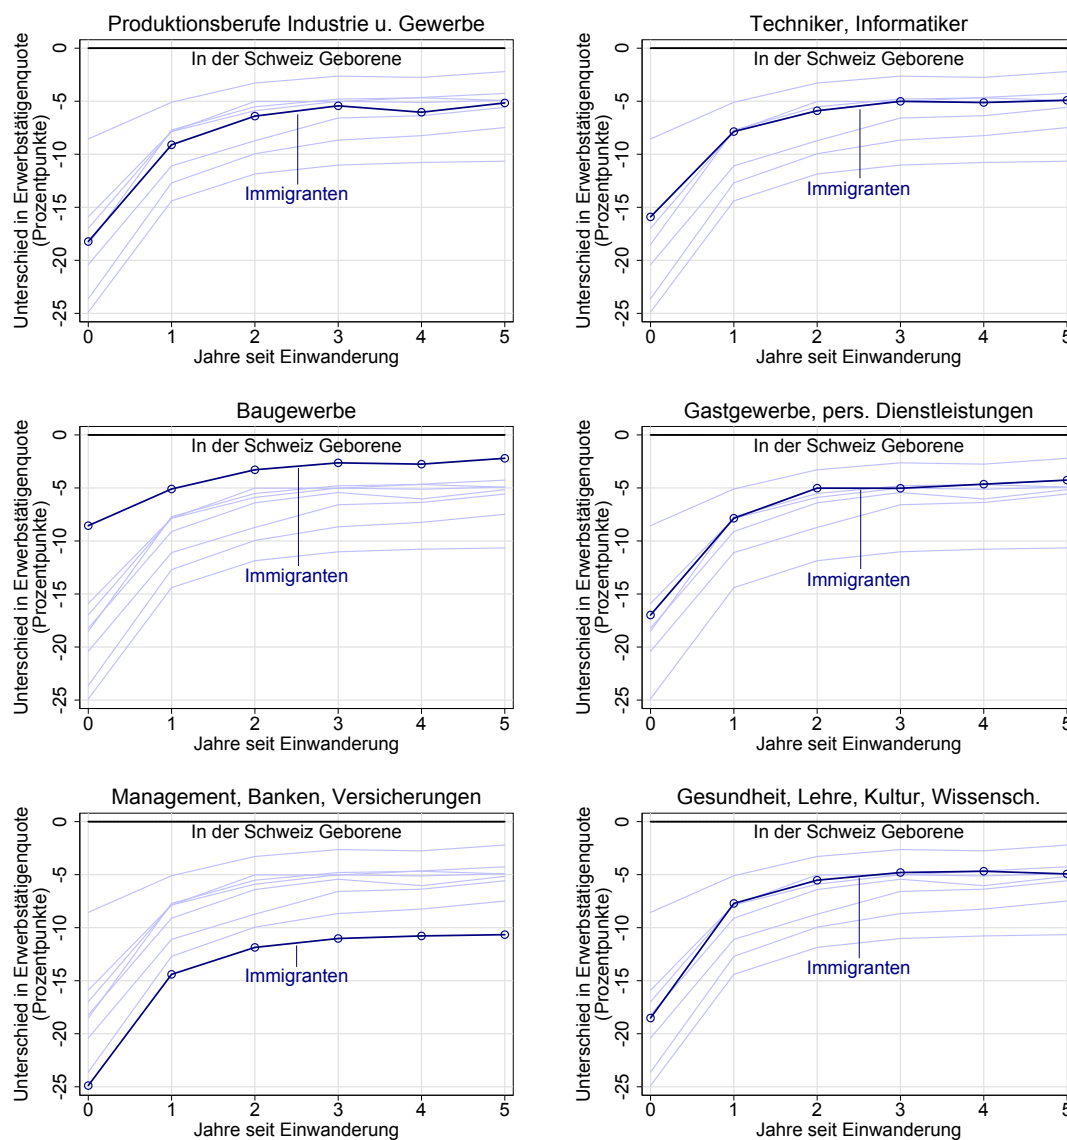 Produktionsberufe Industrie u. Gewerbe
Unterschied in Erwerbstätigenquote
(Prozentpunkte)
0
-5
-10
-15
-20
-25
In der Schweiz Geborene
Immigranten
0 1 2 3 4 5
Jahre seit Einwanderung
Techniker, Informatiker
Unterschied in Erwerbstätigenquote
(Prozentpunkte)
0
-5
-10
-15
-20
-25
In der Schweiz Geborene
Immigranten
0 1 2 3 4 5
Jahre seit Einwanderung
Baugewerbe
Unterschied in Erwerbstätigenquote
(Prozentpunkte)
0
-5
-10
-15
-20
-25
In der Schweiz Geborene
Immigranten
0 1 2 3 4 5
Jahre seit Einwanderung
Gastgewerbe, pers. Dienstleistungen
Unterschied in Erwerbstätigenquote
(Prozentpunkte)
0
-5
-10
-15
-20
-25
In der Schweiz Geborene
Immigranten
0 1 2 3 4 5
Jahre seit Einwanderung
Management, Banken, Versicherungen
Unterschied in Erwerbstätigenquote
(Prozentpunkte)
0
-5
-10
-15
-20
-25
In der Schweiz Geborene
Immigranten
0 1 2 3 4 5
Jahre seit Einwanderung
Gesundheit, Lehre, Kultur, Wissensch.
Unterschied in Erwerbstätigenquote
(Prozentpunkte)
0
-5
-10
-15
-20
-25
In der Schweiz Geborene
Immigranten
0 1 2 3 4 5
Jahre seit Einwanderung